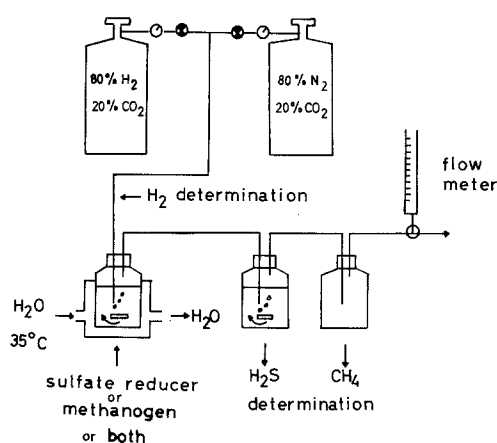 80% H₂
20% CO₂
80% N₂
20% CO₂
H₂ determination
flow
meter
H₂O
35°C
H₂O
sulfate reducer
or
methanogen
or both
H₂S
CH₄
determination